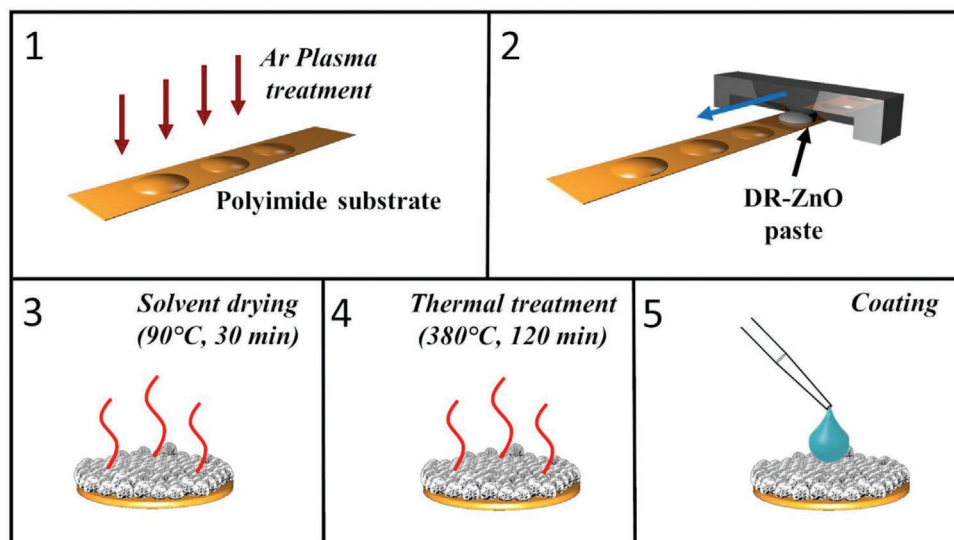 1
Ar Plasma
treatment
Polyimide substrate
2
DR-ZnO
paste
3
Solvent drying
(90°C, 30 min)
4
Thermal treatment
(380°C, 120 min)
5
Coating